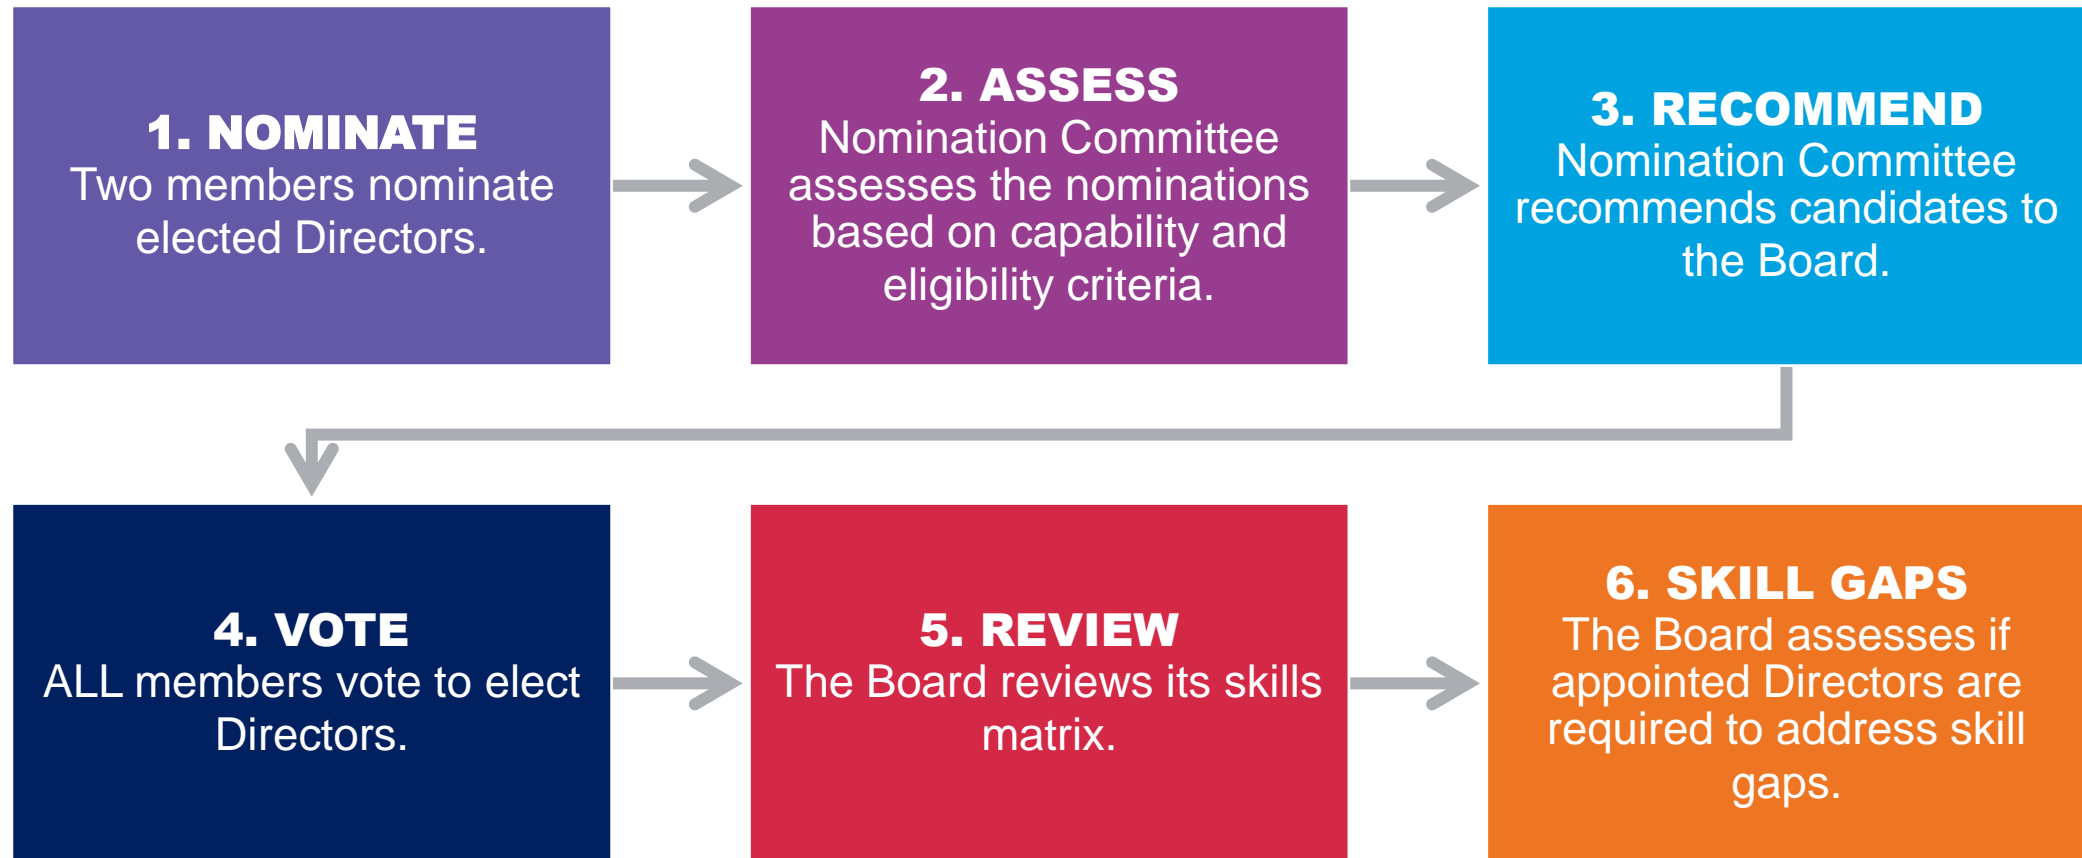 1. NOMINATE
Two members nominate
elected Directors.
2. ASSESS
Nomination Committee
assesses the nominations
based on capability and
eligibility criteria.
3. RECOMMEND
Nomination Committee
recommends candidates to
the Board.
4. VOTE
ALL members vote to elect
Directors.
5. REVIEW
The Board reviews its skills
matrix.
6. SKILL GAPS
The Board assesses if
appointed Directors are
required to address skill
gaps.